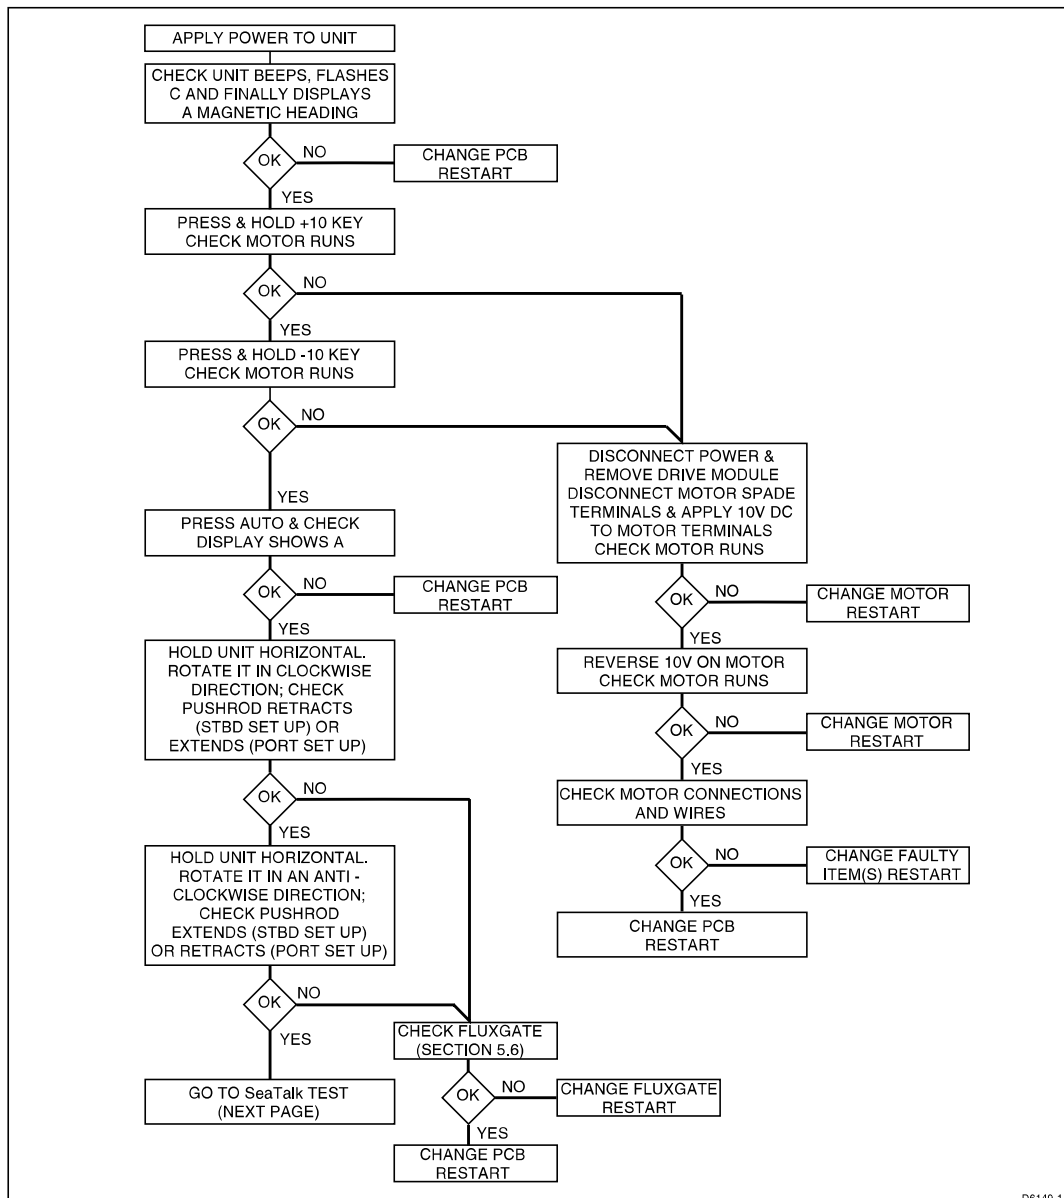 APPLY POWER TO UNIT
CHECK UNIT BEEPS, FLASHES
C AND FINALLY DISPLAYS
A MAGNETIC HEADING
OK
NO
CHANGE PCB
RESTART
YES
PRESS & HOLD +10 KEY
CHECK MOTOR RUNS
OK
NO
YES
PRESS & HOLD -10 KEY
CHECK MOTOR RUNS
OK
NO
YES
PRESS AUTO & CHECK
DISPLAY SHOWS A
OK
NO
CHANGE PCB
RESTART
YES
HOLD UNIT HORIZONTAL.
ROTATE IT IN CLOCKWISE
DIRECTION; CHECK
PUSHROD RETRACTS
(STBD SET UP) OR
EXTENDS (PORT SET UP)
OK
NO
YES
HOLD UNIT HORIZONTAL.
ROTATE IT IN AN ANTI -
CLOCKWISE DIRECTION;
CHECK PUSHROD
EXTENDS (STBD SET UP)
OR RETRACTS (PORT SET UP)
OK
NO
YES
GO TO SeaTalk TEST
(NEXT PAGE)
CHECK FLUXGATE
(SECTION 5.6)
OK
NO
CHANGE FLUXGATE
RESTART
YES
CHANGE PCB
RESTART
DISCONNECT POWER &
REMOVE DRIVE MODULE
DISCONNECT MOTOR SPADE
TERMINALS & APPLY 10V DC
TO MOTOR TERMINALS
CHECK MOTOR RUNS
OK
NO
CHANGE MOTOR
RESTART
YES
REVERSE 10V ON MOTOR
CHECK MOTOR RUNS
OK
NO
CHANGE MOTOR
RESTART
YES
CHECK MOTOR CONNECTIONS
AND WIRES
OK
NO
CHANGE FAULTY
ITEM(S) RESTART
YES
CHANGE PCB
RESTART